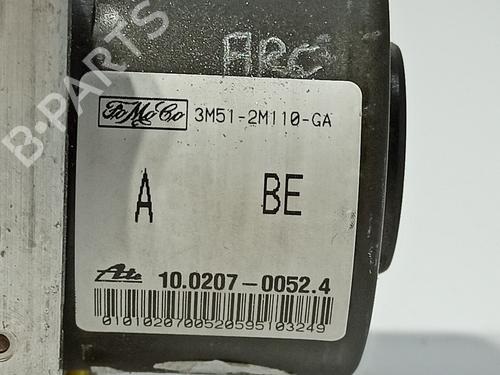 ABC
FoMoCo 3M51-2M110-GA
A BE
Ate 10.0207-0052.4
0101020700520595103249
B-PARTS